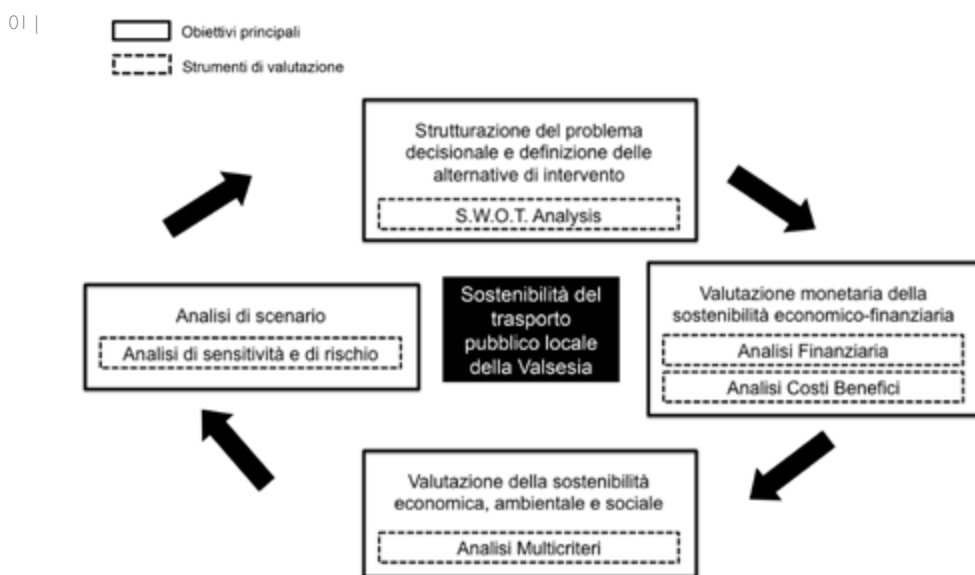 01 |
Obiettivi principali
Strumenti di valutazione
Strutturazione del problema
decisionale e definizione delle
alternative di intervento
S.W.O.T. Analysis
Sostenibilità del
trasporto
pubblico locale
della Valsesia
Valutazione monetaria della
sostenibilità economico-finanziaria
Analisi Finanziaria
Analisi Costi Benefici
Analisi di scenario
Analisi di sensitività e di rischio
Valutazione della sostenibilità
economica, ambientale e sociale
Analisi Multicriteri